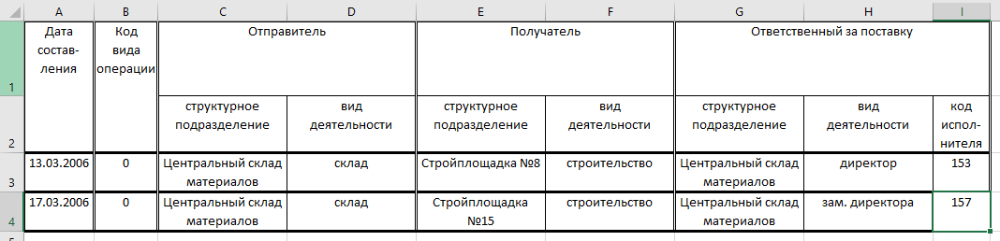 A B C D E F G H I
1 Дата Код Отправитель Получатель Ответственный за поставку
состав- вида
ления операции
2 структурное вид структурное вид структурное вид код
подразделение деятельности подразделение деятельности подразделение деятельности испол-
нителя
3 13.03.2006 0 Центральный склад склад Стройплощадка №8 строительство Центральный склад директор 153
материалов материалов
4 17.03.2006 0 Центральный склад склад Стройплощадка строительство Центральный склад зам. директора 157
материалов №15 материалов